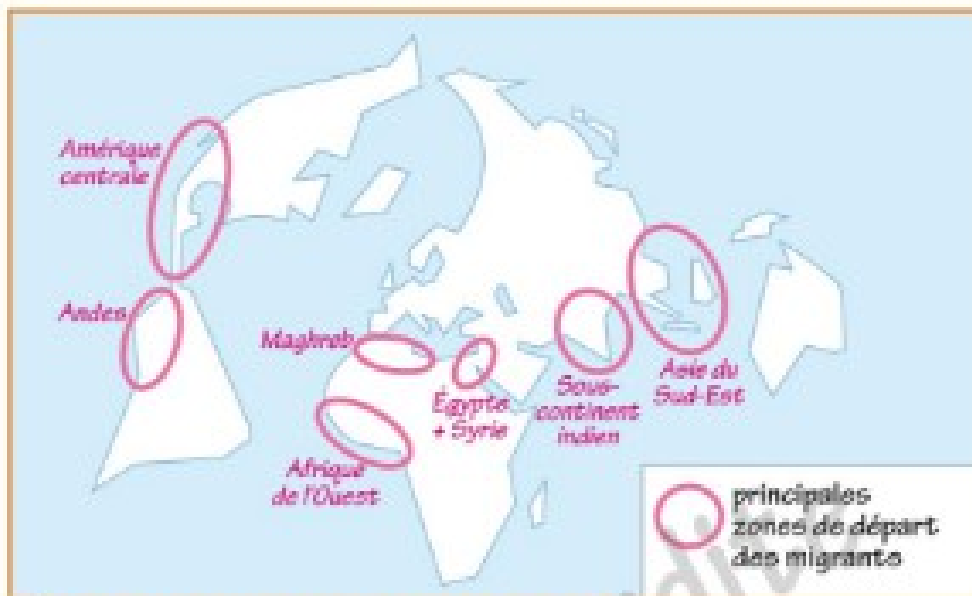 Amérique
centrale
Andes
Maghreb
Égypte
+ Syrie
Afrique
de l'Ouest
Sous-
continent
indien
Asie du
Sud-Est
principales
zones de départ
des migrants